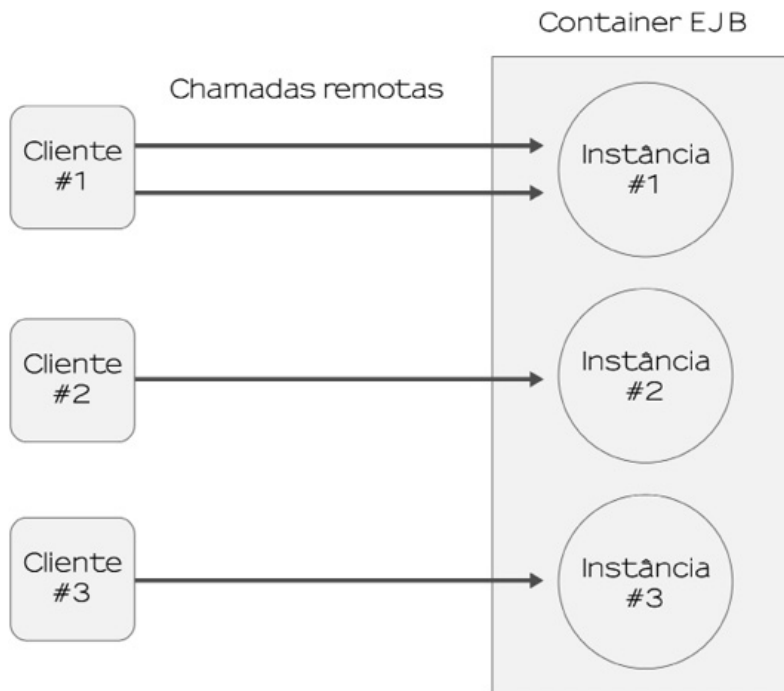 Container EJB
Chamadas remotas
Cliente
#1
Instância
#1
Cliente
#2
Instância
#2
Cliente
#3
Instância
#3